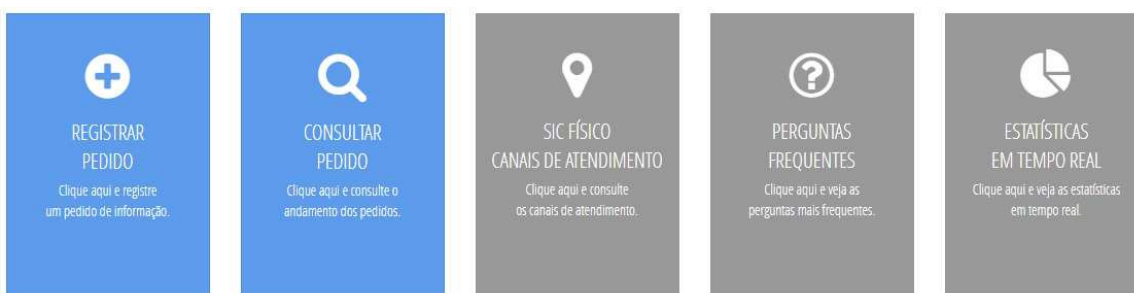 REGISTRAR
PEDIDO
Clique aqui e registre
um pedido de informação.
CONSULTAR
PEDIDO
Clique aqui e consulte o
andamento dos pedidos.
SIC FÍSICO
CANAIS DE ATENDIMENTO
Clique aqui e consulte
os canais de atendimento.
PERGUNTAS
FREQUENTES
Clique aqui e veja as
perguntas mais frequentes.
ESTATÍSTICAS
EM TEMPO REAL
Clique aqui e veja as estatísticas
em tempo real.